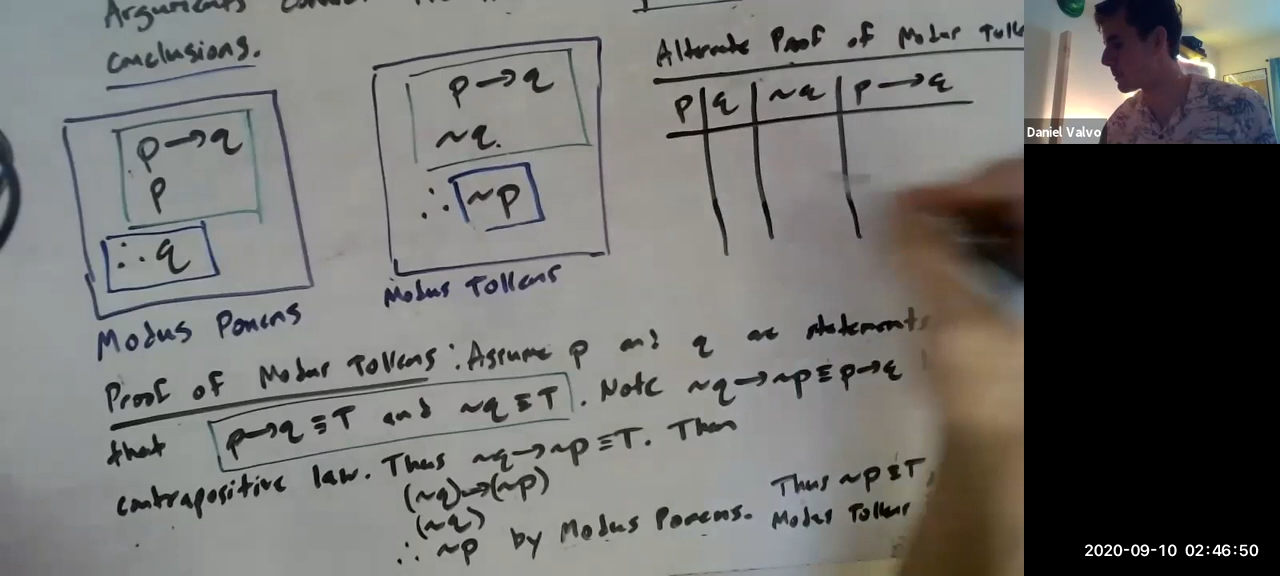 Arguments
conclusions.
p → q
p
∴ q
Modus Ponens
p → q
~q.
∴ ~p
Modus Tollens
Alternate Proof of Modus Tolle
p q ~q p → q
Proof of Modus Tollens: Assume p and q are statements
that p→q ≡ T and ~q ≡ T. Note ~q → ~p ≡ p→q
contrapositive law. Thus ~q → ~p ≡ T. Then
(~q) → (~p)
(~q)
∴ ~p by Modus Ponens. Thus ~p ≡ T,
Modus Tollens
Daniel Valvo
2020-09-10 02:46:50